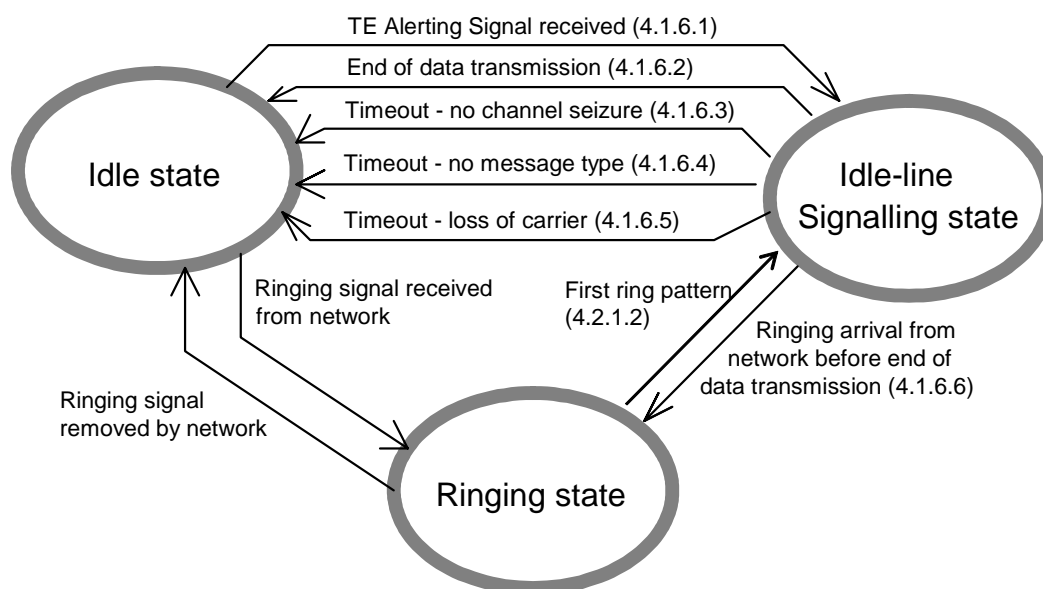 TE Alerting Signal received (4.1.6.1)
End of data transmission (4.1.6.2)
Timeout - no channel seizure (4.1.6.3)
Timeout - no message type (4.1.6.4)
Timeout - loss of carrier (4.1.6.5)
Idle state
Idle-line
Signalling state
Ringing signal received
from network
First ring pattern
(4.2.1.2)
Ringing arrival from
network before end of
data transmission (4.1.6.6)
Ringing signal
removed by network
Ringing state